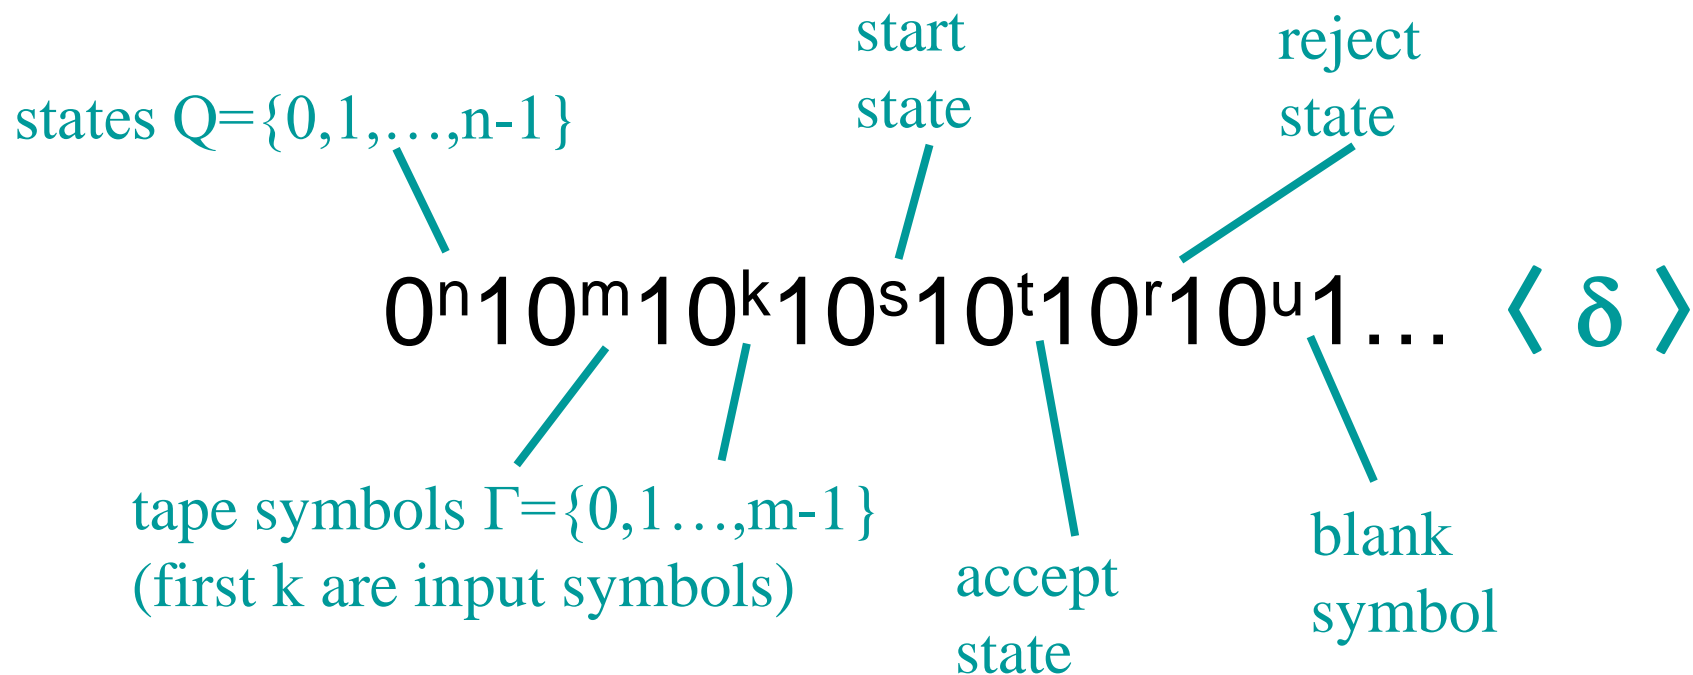 start
state
reject
state
states Q={0,1,…,n-1}
0ⁿ10ᵐ10ᵏ10ˢ10ᵗ10ʳ10ᵘ1… ⟨ δ ⟩
tape symbols Γ={0,1…,m-1}
(first k are input symbols)
accept
state
blank
symbol